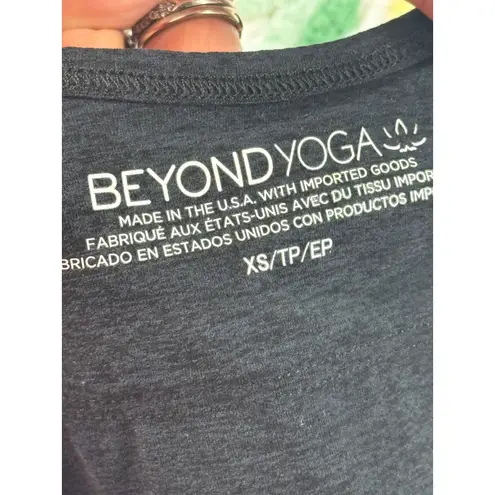 BEYOND YOGA
MADE IN THE U.S.A. WITH IMPORTED GOODS
FABRIQUÉ AUX ÉTATS-UNIS AVEC DU TISSU IMPOR
BRICADO EN ESTADOS UNIDOS CON PRODUCTOS IMP
XS/TP/EP